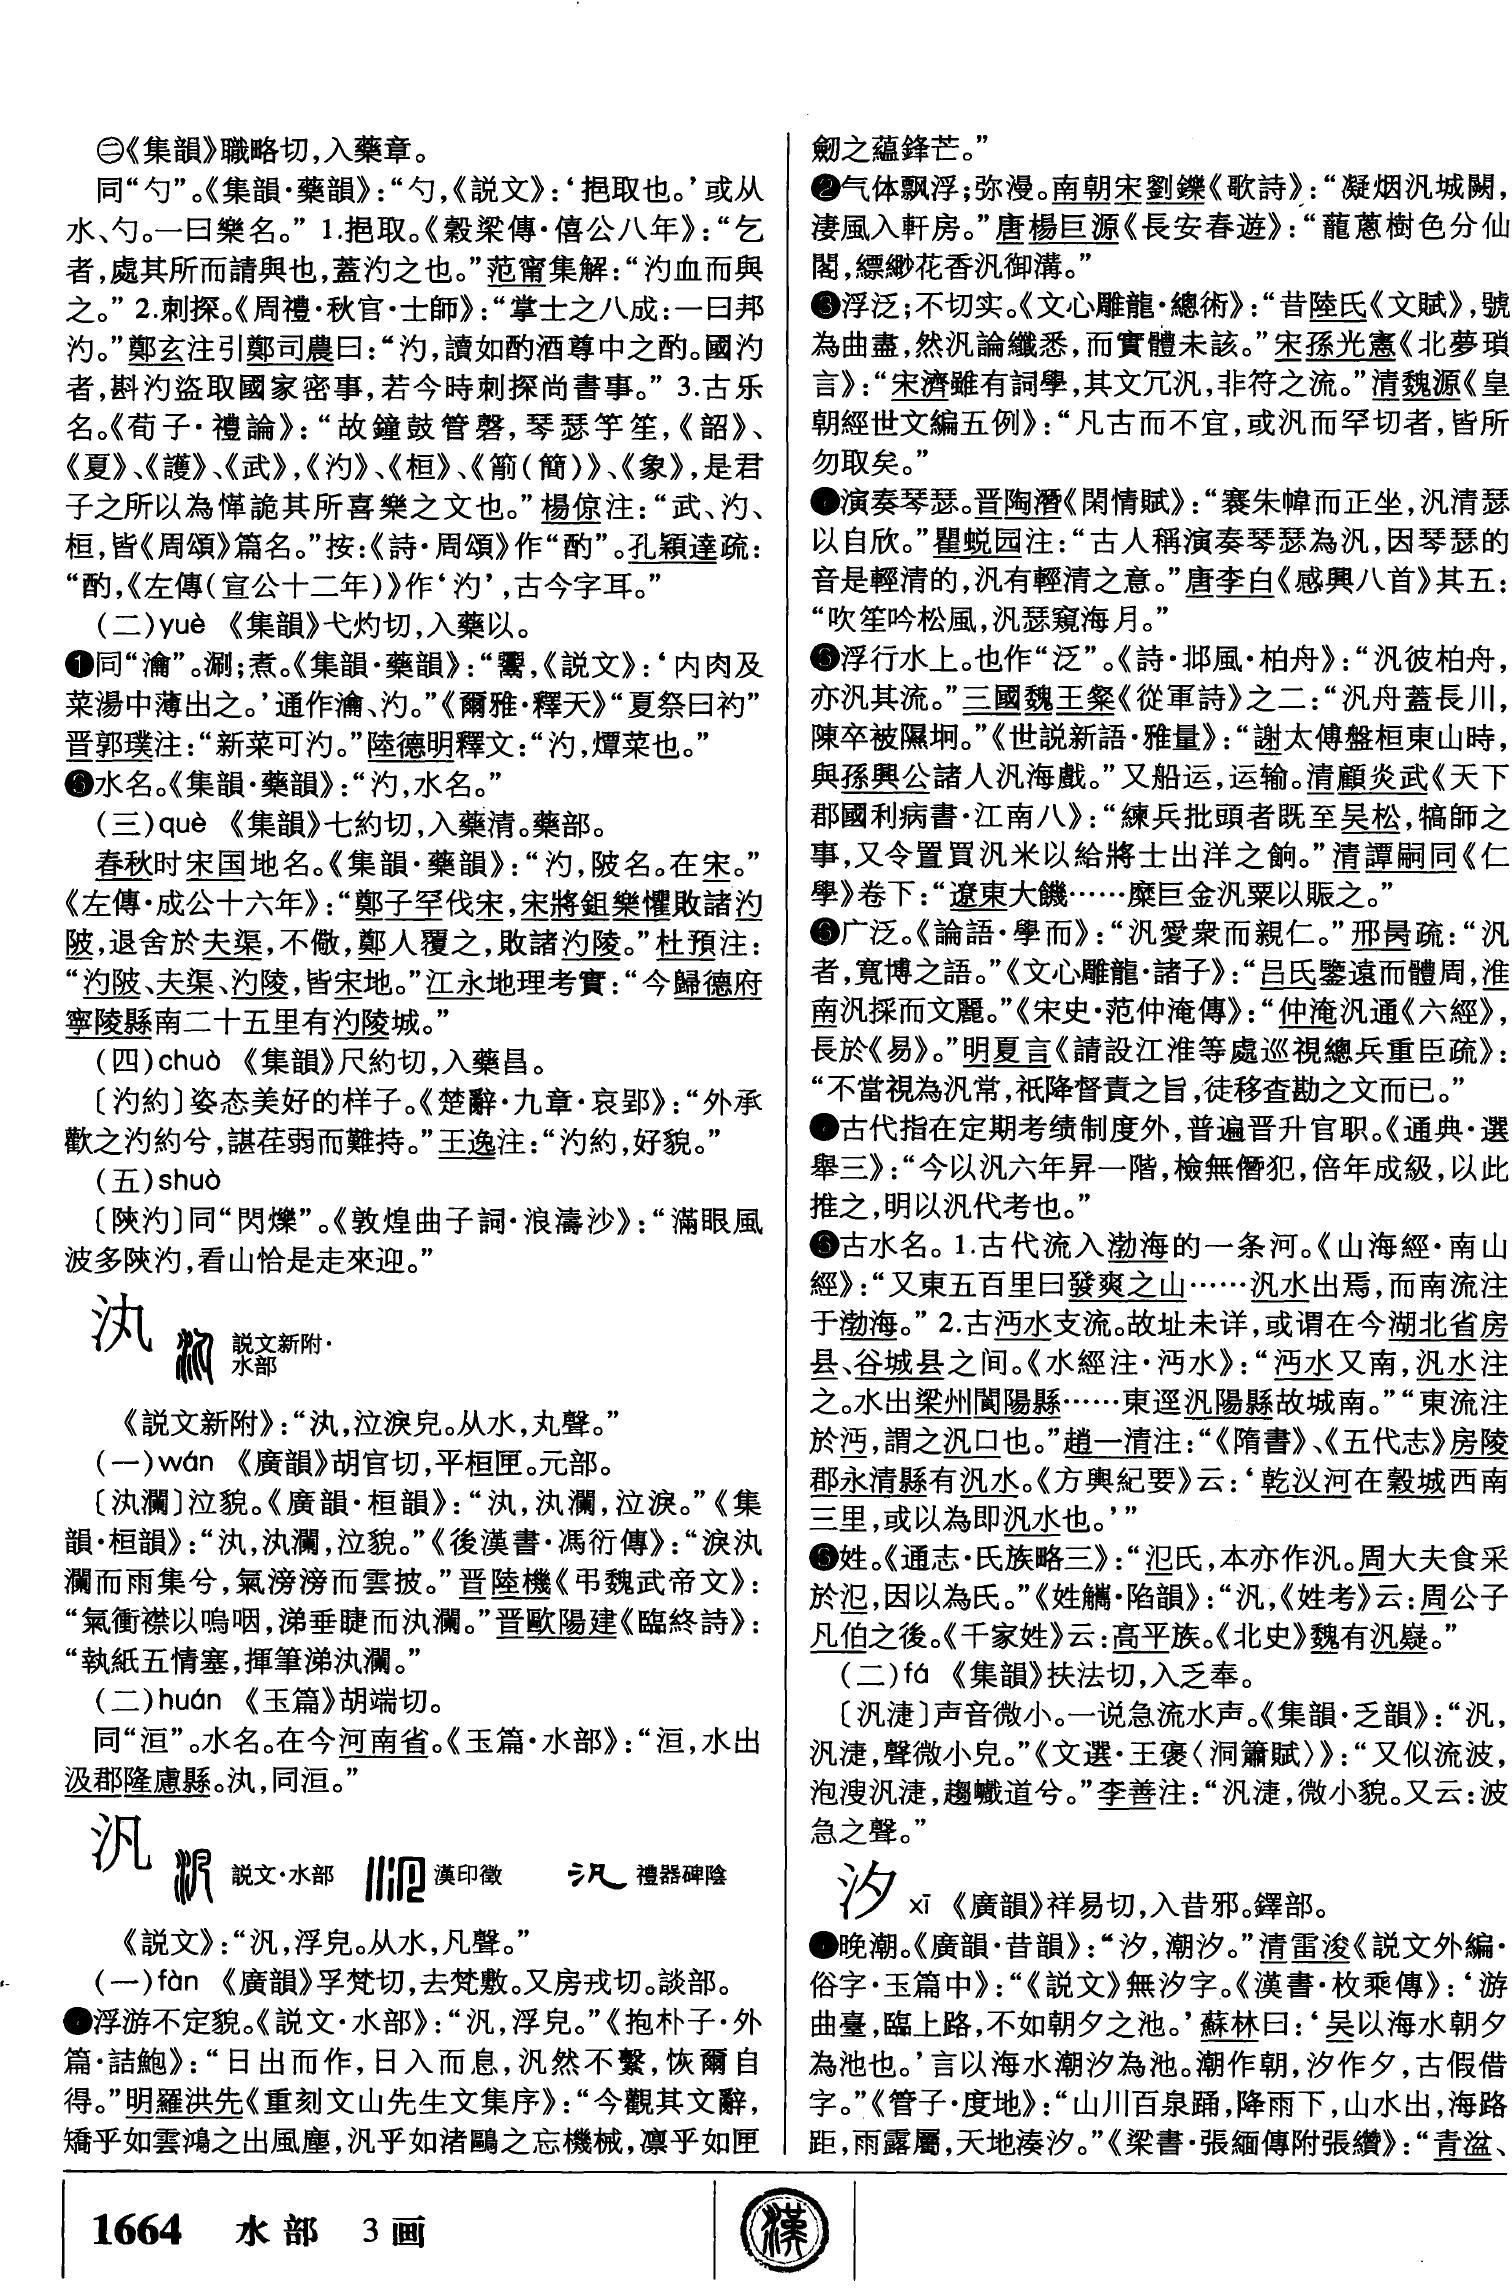 ㊁《集韻》職略切，入藥章。
同“勺”。《集韻·藥韻》：“勺，《説文》：‘挹取也。’或从
水、勺。一曰樂名。” 1.挹取。《穀梁傳·僖公八年》：“乞
者，處其所而請與也，蓋汋之也。”范甯集解：“汋血而與
之。” 2.刺探。《周禮·秋官·士師》：“掌士之八成：一曰邦
汋。”鄭玄注引鄭司農曰：“汋，讀如酌酒尊中之酌。國汋
者，斟汋盜取國家密事，若今時刺探尚書事。” 3.古乐
名。《荀子·禮論》：“故鐘鼓管磬，琴瑟竽笙，《韶》、
《夏》、《護》、《武》，《汋》、《桓》、《箾(簡)》、《象》，是君
子之所以為愅詭其所喜樂之文也。”楊倞注：“武、汋、
桓，皆《周頌》篇名。”按：《詩·周頌》作“酌”。孔穎達疏：
“酌，《左傳(宣公十二年)》作‘汋’，古今字耳。”
(二)yuè 《集韻》弋灼切，入藥以。
❶同“瀹”。涮；煮。《集韻·藥韻》：“鬻，《説文》：‘内肉及
菜湯中薄出之。’通作瀹、汋。”《爾雅·釋天》“夏祭曰礿”
晋郭璞注：“新菜可汋。”陸德明釋文：“汋，燂菜也。”
水名。《集韻·藥韻》：“汋，水名。”
(三)què 《集韻》七約切，入藥清。藥部。
春秋时宋国地名。《集韻·藥韻》：“汋，陂名。在宋。”
《左傳·成公十六年》：“鄭子罕伐宋，宋將鉏樂懼敗諸汋
陂，退舍於夫渠，不儆，鄭人覆之，敗諸汋陵。”杜預注：
“汋陂、夫渠、汋陵，皆宋地。”江永地理考實：“今歸德府
寧陵縣南二十五里有汋陵城。”
(四)chuò 《集韻》尺約切，入藥昌。
〔汋約〕姿态美好的样子。《楚辭·九章·哀郢》：“外承
歡之汋約兮，諶荏弱而難持。”王逸注：“汋約，好貌。”
(五)shuò
〔陝汋〕同“閃爍”。《敦煌曲子詞·浪濤沙》：“滿眼風
波多陝汋，看山恰是走來迎。”
汍 説文新附·
水部
《説文新附》：“汍，泣淚皃。从水，丸聲。”
(一)wán 《廣韻》胡官切，平桓匣。元部。
〔汍瀾〕泣貌。《廣韻·桓韻》：“汍，汍瀾，泣淚。”《集
韻·桓韻》：“汍，汍瀾，泣貌。”《後漢書·馮衍傳》：“淚汍
瀾而雨集兮，氣滂滂而雲披。”晋陸機《弔魏武帝文》：
“氣衝襟以嗚咽，涕垂睫而汍瀾。”晋歐陽建《臨終詩》：
“執紙五情塞，揮筆涕汍瀾。”
(二)huán 《玉篇》胡端切。
同“洹”。水名。在今河南省。《玉篇·水部》：“洹，水出
汲郡隆慮縣。汍，同洹。”
汎 説文·水部 漢印徵 汎 禮器碑陰
《説文》：“汎，浮皃。从水，凡聲。”
(一)fàn 《廣韻》孚梵切，去梵敷。又房戎切。談部。
浮游不定貌。《説文·水部》：“汎，浮皃。”《抱朴子·外
篇·詰鮑》：“日出而作，日入而息，汎然不繫，恢爾自
得。”明羅洪先《重刻文山先生文集序》：“今觀其文辭，
矯乎如雲鴻之出風塵，汎乎如渚鷗之忘機械，凛乎如匣
劒之藴鋒芒。”
❷气体飘浮；弥漫。南朝宋劉鑠《歌詩》：“凝烟汎城闕，
淒風入軒房。”唐楊巨源《長安春遊》：“龍蔥樹色分仙
閣，縹緲花香汎御溝。”
❸浮泛；不切实。《文心雕龍·總術》：“昔陸氏《文賦》，號
為曲盡，然汎論纖悉，而實體未該。”宋孫光憲《北夢瑣
言》：“宋濟雖有詞學，其文冗汎，非符之流。”清魏源《皇
朝經世文編五例》：“凡古而不宜，或汎而罕切者，皆所
勿取矣。”
演奏琴瑟。晋陶潛《閑情賦》：“褰朱幃而正坐，汎清瑟
以自欣。”瞿蜕园注：“古人稱演奏琴瑟為汎，因琴瑟的
音是輕清的，汎有輕清之意。”唐李白《感興八首》其五：
“吹笙吟松風，汎瑟窺海月。”
浮行水上。也作“泛”。《詩·邶風·柏舟》：“汎彼柏舟，
亦汎其流。”三國魏王粲《從軍詩》之二：“汎舟蓋長川，
陳卒被隰坰。”《世説新語·雅量》：“謝太傅盤桓東山時，
與孫興公諸人汎海戲。”又船运，运输。清顧炎武《天下
郡國利病書·江南八》：“練兵批頭者既至吴松，犒師之
事，又令置買汎米以給將士出洋之餉。”清譚嗣同《仁
學》卷下：“遼東大饑……糜巨金汎粟以賑之。”
❻广泛。《論語·學而》：“汎愛衆而親仁。”邢昺疏：“汎
者，寬博之語。”《文心雕龍·諸子》：“吕氏鑒遠而體周，淮
南汎採而文麗。”《宋史·范仲淹傳》：“仲淹汎通《六經》，
長於《易》。”明夏言《請設江淮等處巡視總兵重臣疏》：
“不當視為汎常，祇降督責之旨，徒移查勘之文而已。”
古代指在定期考绩制度外，普遍晋升官职。《通典·選
舉三》：“今以汎六年昇一階，檢無僭犯，倍年成級，以此
推之，明以汎代考也。”
古水名。1.古代流入渤海的一条河。《山海經·南山
經》：“又東五百里曰發爽之山……汎水出焉，而南流注
于渤海。” 2.古沔水支流。故址未详，或谓在今湖北省房
县、谷城县之间。《水經注·沔水》：“沔水又南，汎水注
之。水出梁州閬陽縣……東逕汎陽縣故城南。”“東流注
於沔，謂之汎口也。”趙一清注：“《隋書》、《五代志》房陵
郡永清縣有汎水。《方輿紀要》云：‘乾汊河在穀城西南
三里，或以為即汎水也。’”
姓。《通志·氏族略三》：“氾氏，本亦作汎。周大夫食采
於氾，因以為氏。”《姓觿·陷韻》：“汎，《姓考》云：周公子
凡伯之後。《千家姓》云：高平族。《北史》魏有汎嶷。”
(二)fá 《集韻》扶法切，入乏奉。
〔汎淁〕声音微小。一说急流水声。《集韻·乏韻》：“汎，
汎淁，聲微小皃。”《文選·王褒〈洞簫賦〉》：“又似流波，
泡溲汎淁，趨巇道兮。”李善注：“汎淁，微小貌。又云：波
急之聲。”
汐 xī 《廣韻》祥易切，入昔邪。鐸部。
晚潮。《廣韻·昔韻》：“汐，潮汐。”清雷浚《説文外編·
俗字·玉篇中》：“《説文》無汐字。《漢書·枚乘傳》：‘游
曲臺，臨上路，不如朝夕之池。’蘇林曰：‘吴以海水朝夕
為池也。’言以海水潮汐為池。潮作朝，汐作夕，古假借
字。”《管子·度地》：“山川百泉踊，降雨下，山水出，海路
距，雨露屬，天地湊汐。”《梁書·張緬傳附張纘》：“青湓、
1664 水部 3画
漢